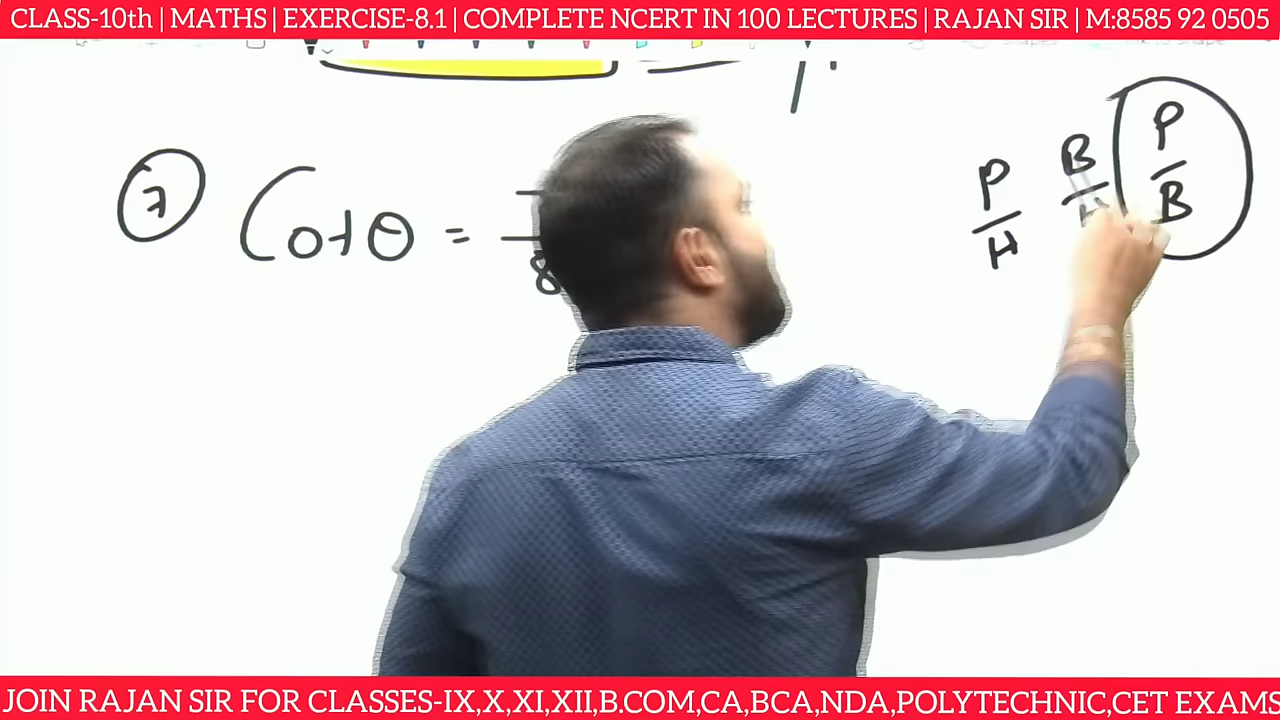 CLASS-10th | MATHS | EXERCISE-8.1 | COMPLETE NCERT IN 100 LECTURES | RAJAN SIR | M:8585 92 0505
7 Cotθ = 7/8
P/H B/H P/B
JOIN RAJAN SIR FOR CLASSES-IX,X,XI,XII,B.COM,CA,BCA,NDA,POLYTECHNIC,CET EXAMS